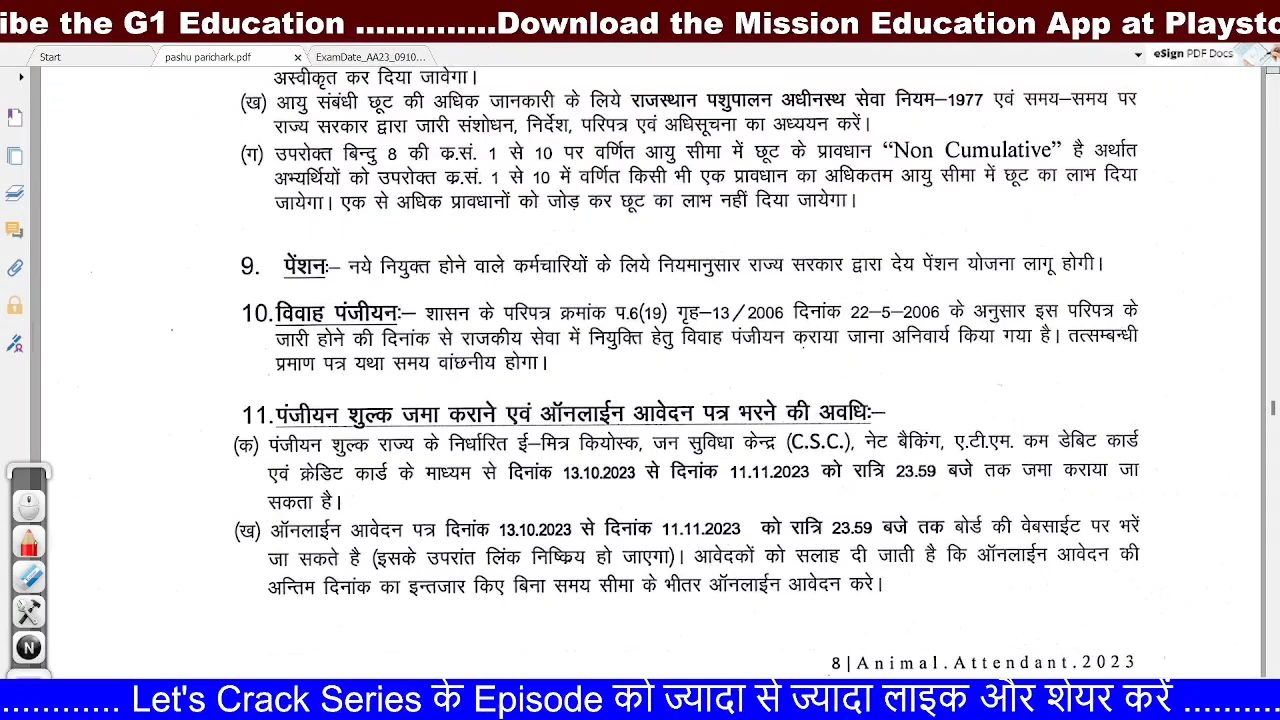 ibe the G1 Education ..............Download the Mission Education App at Playsto
Start
pashu parichark.pdf
ExamDate_AA23_0910...
eSign PDF Docs
अस्वीकृत कर दिया जावेगा।
(ख) आयु संबंधी छूट की अधिक जानकारी के लिये राजस्थान पशुपालन अधीनस्थ सेवा नियम–1977 एवं समय–समय पर
राज्य सरकार द्वारा जारी संशोधन, निर्देश, परिपत्र एवं अधिसूचना का अध्ययन करें।
(ग) उपरोक्त बिन्दु 8 की क.सं. 1 से 10 पर वर्णित आयु सीमा में छूट के प्रावधान “Non Cumulative” है अर्थात
अभ्यर्थियों को उपरोक्त क्र.सं. 1 से 10 में वर्णित किसी भी एक प्रावधान का अधिकतम आयु सीमा में छूट का लाभ दिया
जायेगा। एक से अधिक प्रावधानों को जोड़ कर छूट का लाभ नहीं दिया जायेगा।
9. पेंशनः– नये नियुक्त होने वाले कर्मचारियों के लिये नियमानुसार राज्य सरकार द्वारा देय पेंशन योजना लागू होगी।
10. विवाह पंजीयनः– शासन के परिपत्र क्रमांक प.6(19) गृह–13/2006 दिनांक 22–5–2006 के अनुसार इस परिपत्र के
जारी होने की दिनांक से राजकीय सेवा में नियुक्ति हेतु विवाह पंजीयन कराया जाना अनिवार्य किया गया है। तत्सम्बन्धी
प्रमाण पत्र यथा समय वांछनीय होगा।
11. पंजीयन शुल्क जमा कराने एवं ऑनलाईन आवेदन पत्र भरने की अवधिः–
(क) पंजीयन शुल्क राज्य के निर्धारित ई–मित्र कियोस्क, जन सुविधा केन्द्र (C.S.C.), नेट बैकिंग, ए.टी.एम. कम डेबिट कार्ड
एवं क्रेडिट कार्ड के माध्यम से दिनांक 13.10.2023 से दिनांक 11.11.2023 को रात्रि 23.59 बजे तक जमा कराया जा
सकता है।
(ख) ऑनलाईन आवेदन पत्र दिनांक 13.10.2023 से दिनांक 11.11.2023 को रात्रि 23.59 बजे तक बोर्ड की वेबसाईट पर भरें
जा सकते है (इसके उपरांत लिंक निष्क्रिय हो जाएगा)। आवेदकों को सलाह दी जाती है कि ऑनलाईन आवेदन की
अन्तिम दिनांक का इन्तजार किए बिना समय सीमा के भीतर ऑनलाईन आवेदन करे।
8|Animal.Attendant.2023
............ Let's Crack Series के Episode को ज्यादा से ज्यादा लाइक और शेयर करें ..........
N